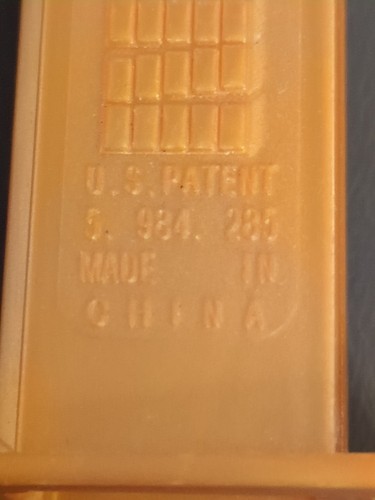 U.S. PATENT
5. 984. 285
MADE IN
CHINA